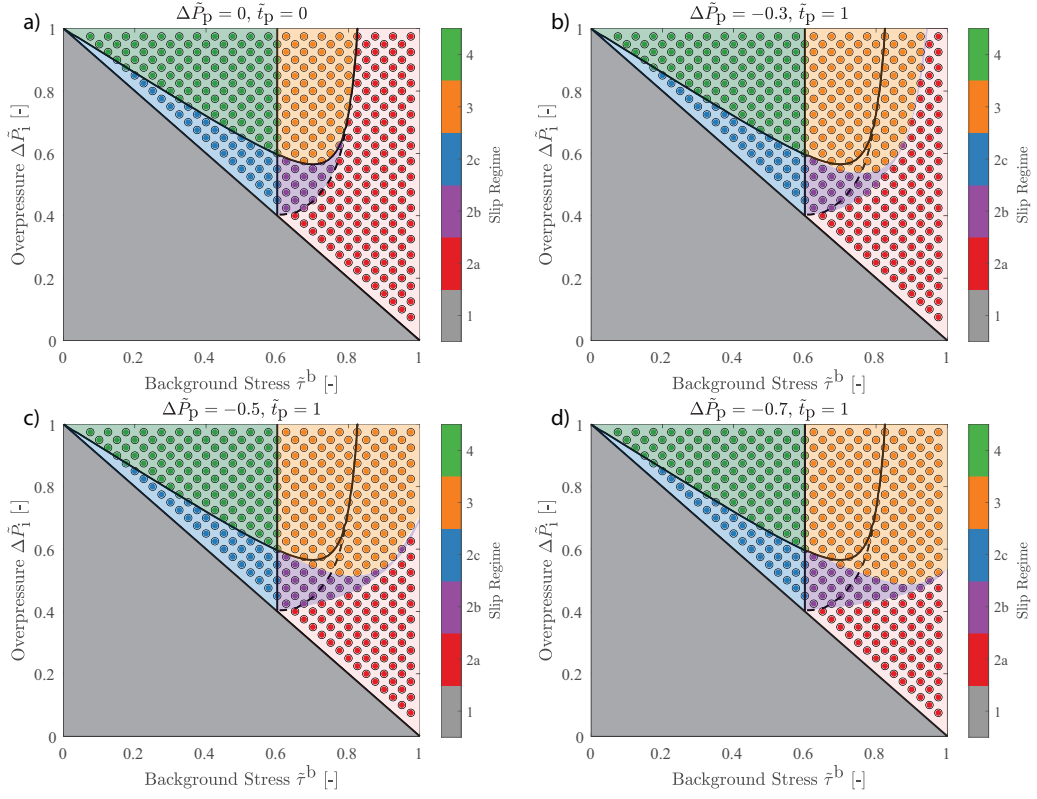 a)
ΔP̃p = 0, t̃p = 0
1
0.8
0.6
0.4
0.2
0
0 0.2 0.4 0.6 0.8 1
Overpressure ΔP̃i [-]
Background Stress τ̃ᵇ [-]
4
3
2c
2b
2a
1
Slip Regime
b)
ΔP̃p = −0.3, t̃p = 1
1
0.8
0.6
0.4
0.2
0
0 0.2 0.4 0.6 0.8 1
Overpressure ΔP̃i [-]
Background Stress τ̃ᵇ [-]
4
3
2c
2b
2a
1
Slip Regime
c)
ΔP̃p = −0.5, t̃p = 1
1
0.8
0.6
0.4
0.2
0
0 0.2 0.4 0.6 0.8 1
Overpressure ΔP̃i [-]
Background Stress τ̃ᵇ [-]
4
3
2c
2b
2a
1
Slip Regime
d)
ΔP̃p = −0.7, t̃p = 1
1
0.8
0.6
0.4
0.2
0
0 0.2 0.4 0.6 0.8 1
Overpressure ΔP̃i [-]
Background Stress τ̃ᵇ [-]
4
3
2c
2b
2a
1
Slip Regime